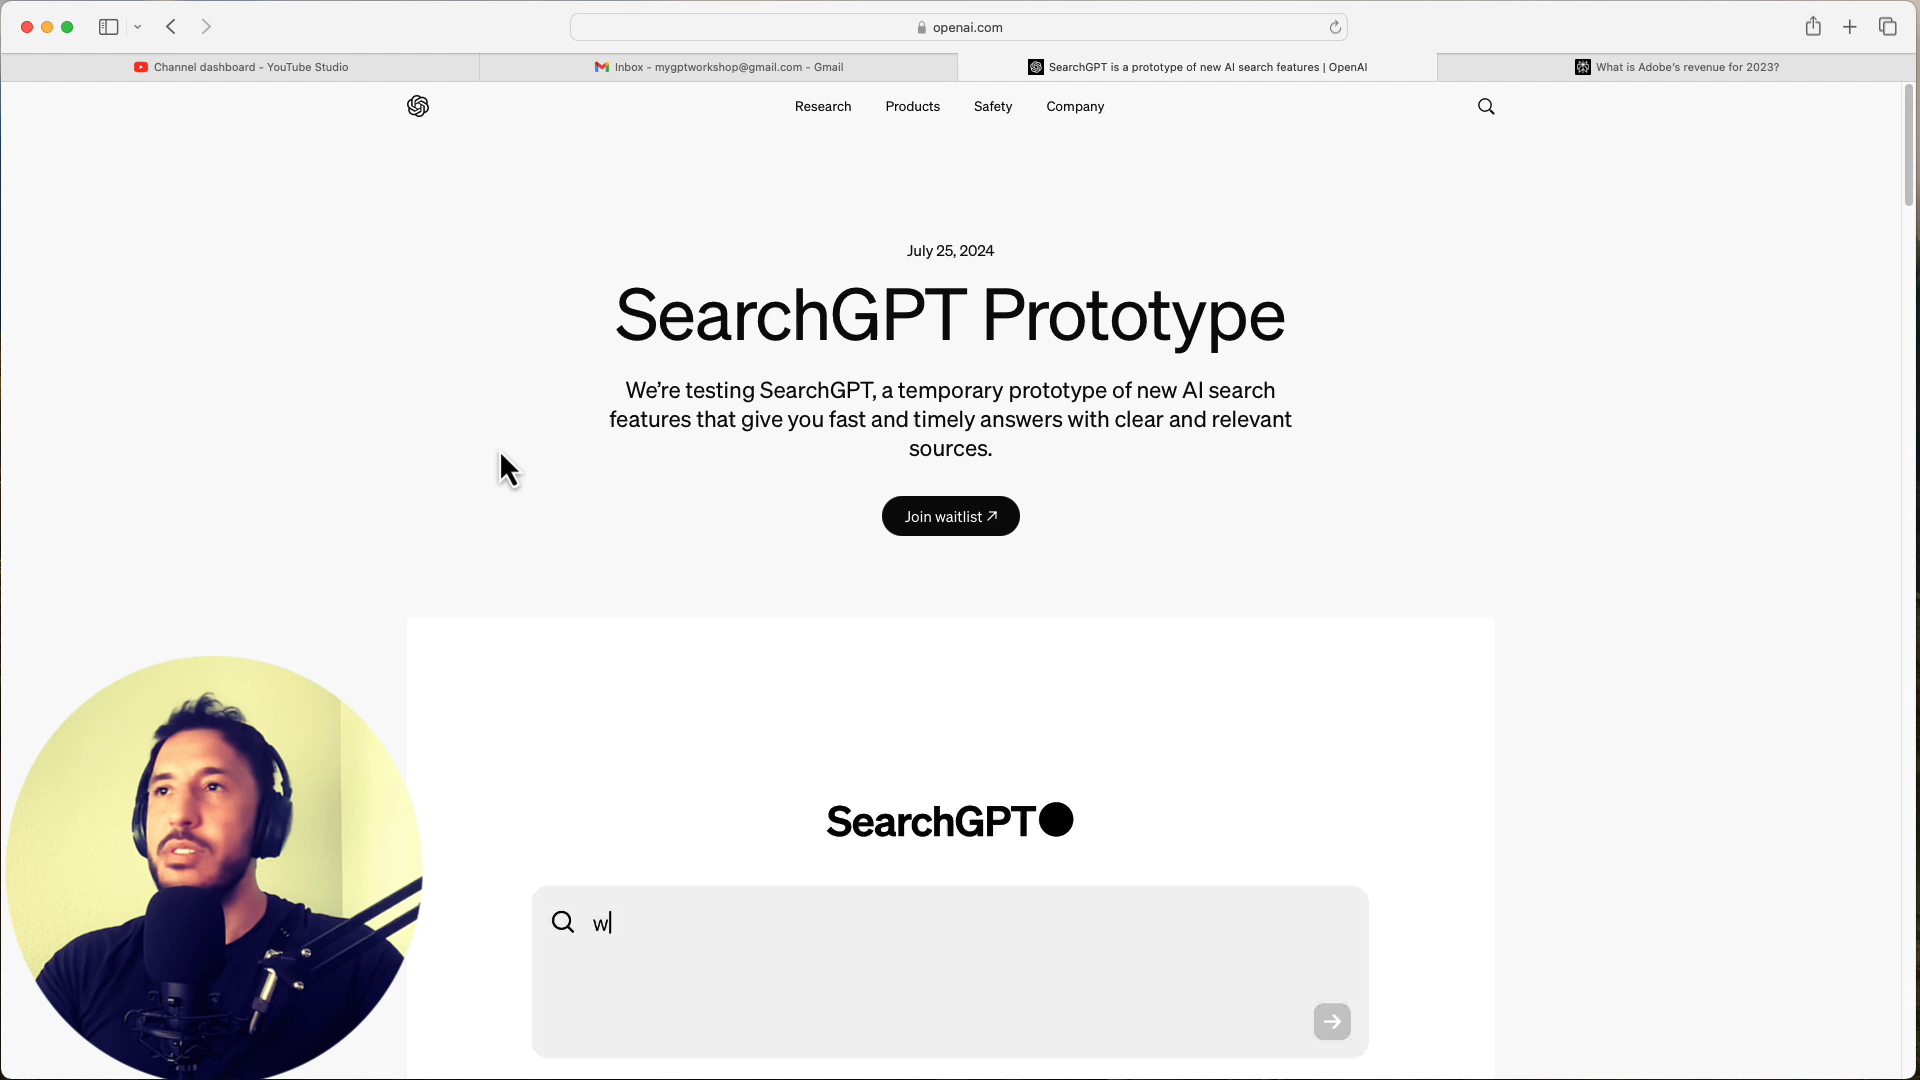 openai.com
Channel dashboard - YouTube Studio
Inbox - mygptworkshop@gmail.com - Gmail
SearchGPT is a prototype of new AI search features | OpenAI
What is Adobe's revenue for 2023?
Research
Products
Safety
Company
July 25, 2024
SearchGPT Prototype
We’re testing SearchGPT, a temporary prototype of new AI search
features that give you fast and timely answers with clear and relevant
sources.
Join waitlist ↗
SearchGPT
w